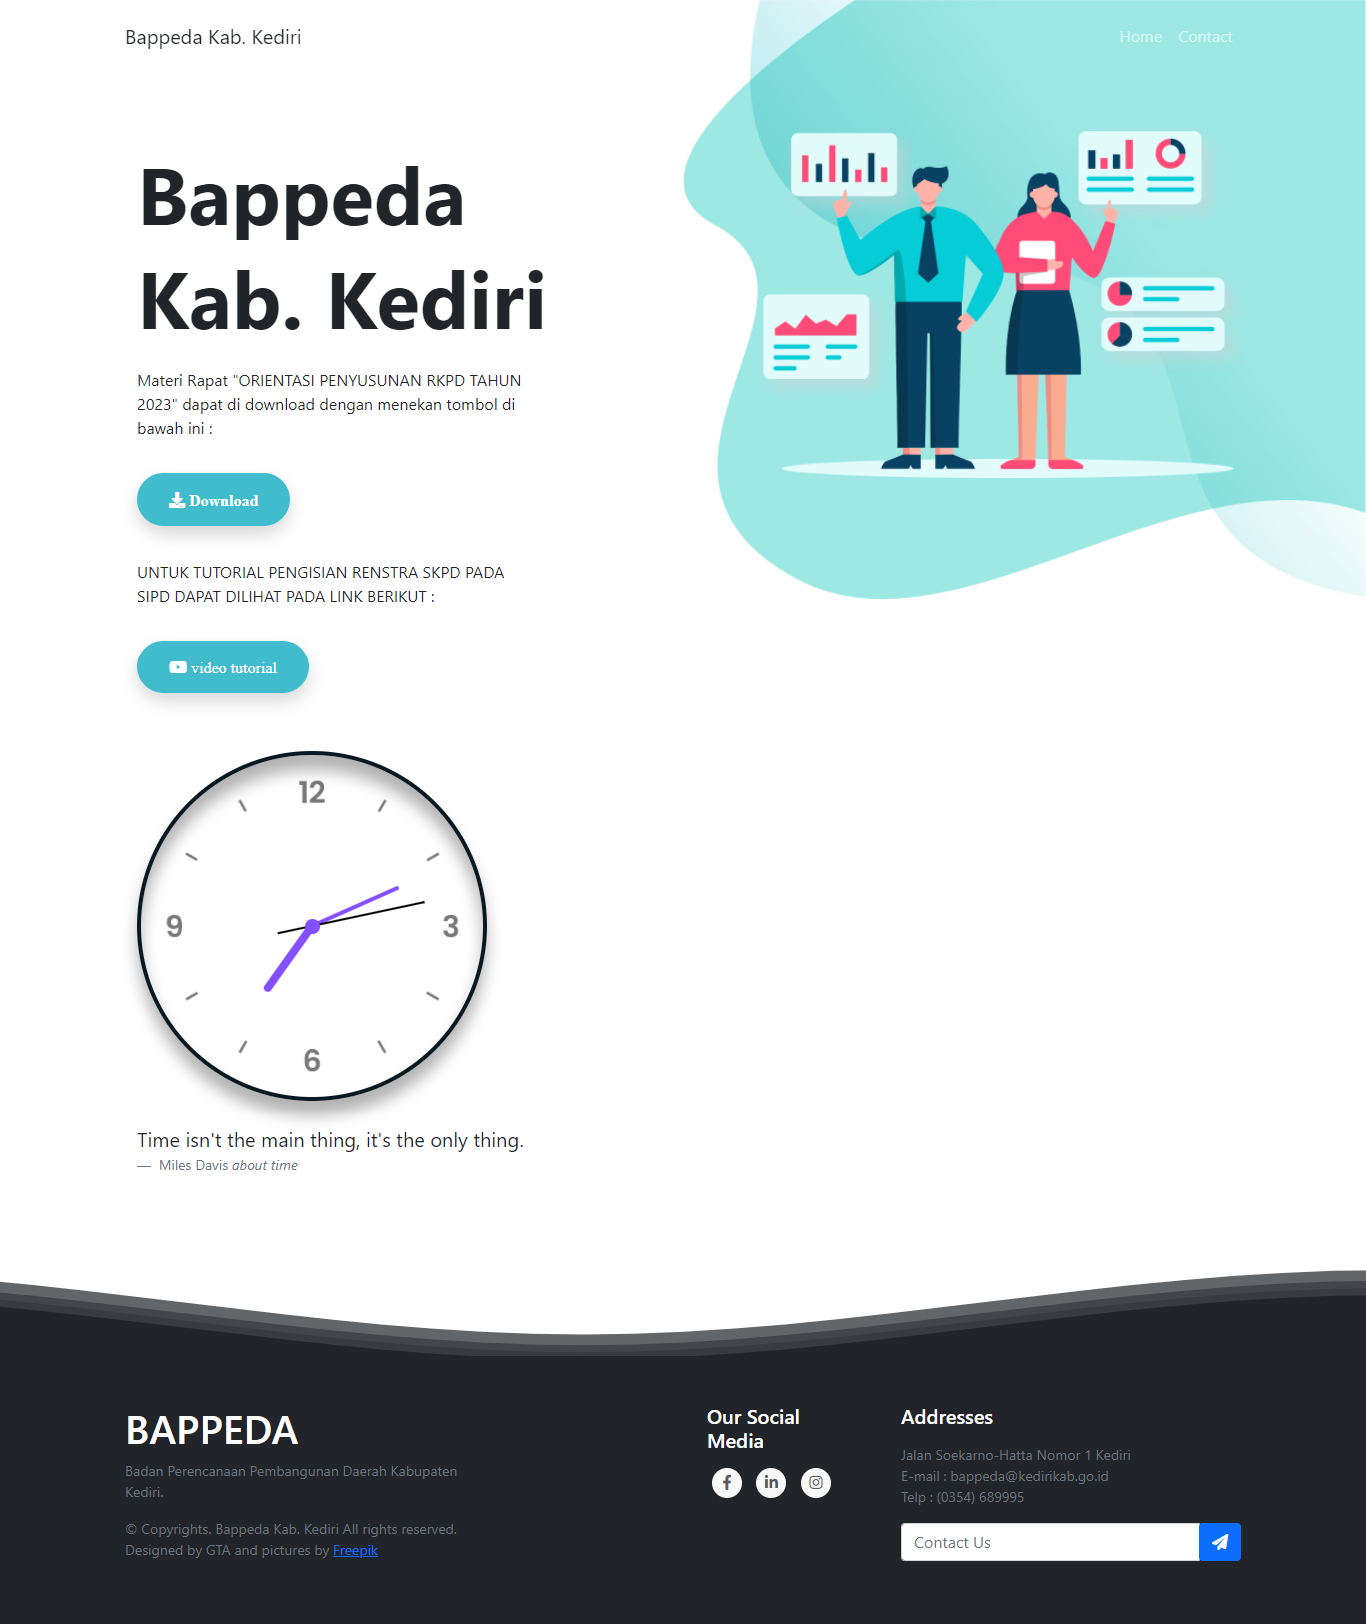 Bappeda Kab. Kediri
Home Contact
Bappeda
Kab. Kediri
Materi Rapat "ORIENTASI PENYUSUNAN RKPD TAHUN
2023" dapat di download dengan menekan tombol di
bawah ini :
Download
UNTUK TUTORIAL PENGISIAN RENSTRA SKPD PADA
SIPD DAPAT DILIHAT PADA LINK BERIKUT :
video tutorial
12
9
3
6
Time isn't the main thing, it's the only thing.
— Miles Davis about time
BAPPEDA
Badan Perencanaan Pembangunan Daerah Kabupaten
Kediri.
© Copyrights. Bappeda Kab. Kediri All rights reserved.
Designed by GTA and pictures by Freepik
Our Social
Media
Addresses
Jalan Soekarno-Hatta Nomor 1 Kediri
E-mail : bappeda@kedirikab.go.id
Telp : (0354) 689995
Contact Us